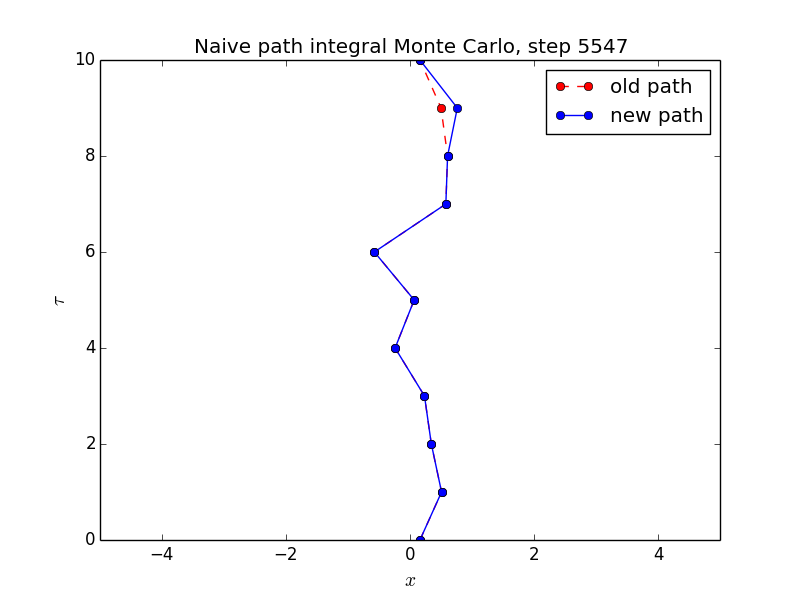 Naive path integral Monte Carlo, step 5547
10
old path
new path
8
τ
6
4
2
0
−4 −2 0 2 4
x